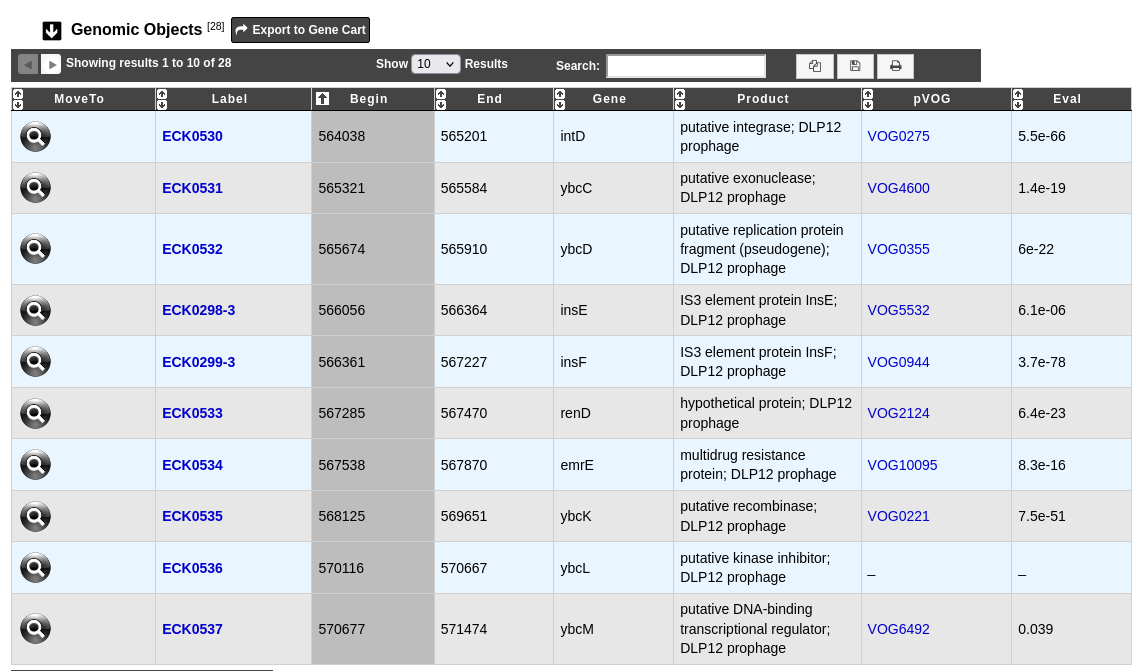 Genomic Objects [28] Export to Gene Cart
Showing results 1 to 10 of 28 Show 10 Results Search:
MoveTo Label Begin End Gene Product pVOG Eval
ECK0530 564038 565201 intD putative integrase; DLP12 prophage VOG0275 5.5e-66
ECK0531 565321 565584 ybcC putative exonuclease; DLP12 prophage VOG4600 1.4e-19
ECK0532 565674 565910 ybcD putative replication protein fragment (pseudogene); DLP12 prophage VOG0355 6e-22
ECK0298-3 566056 566364 insE IS3 element protein InsE; DLP12 prophage VOG5532 6.1e-06
ECK0299-3 566361 567227 insF IS3 element protein InsF; DLP12 prophage VOG0944 3.7e-78
ECK0533 567285 567470 renD hypothetical protein; DLP12 prophage VOG2124 6.4e-23
ECK0534 567538 567870 emrE multidrug resistance protein; DLP12 prophage VOG10095 8.3e-16
ECK0535 568125 569651 ybcK putative recombinase; DLP12 prophage VOG0221 7.5e-51
ECK0536 570116 570667 ybcL putative kinase inhibitor; DLP12 prophage _ _
ECK0537 570677 571474 ybcM putative DNA-binding transcriptional regulator; DLP12 prophage VOG6492 0.039